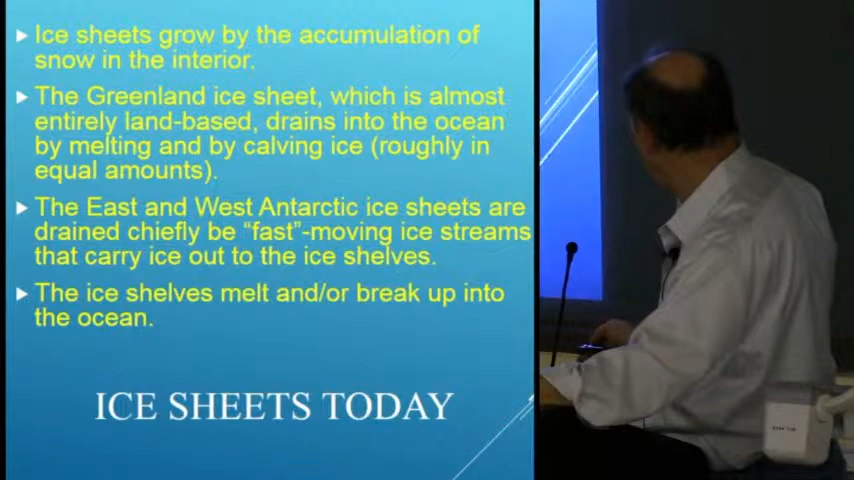 Ice sheets grow by the accumulation of
snow in the interior.
The Greenland ice sheet, which is almost
entirely land-based, drains into the ocean
by melting and by calving ice (roughly in
equal amounts).
The East and West Antarctic ice sheets are
drained chiefly be “fast”-moving ice streams
that carry ice out to the ice shelves.
The ice shelves melt and/or break up into
the ocean.
ICE SHEETS TODAY